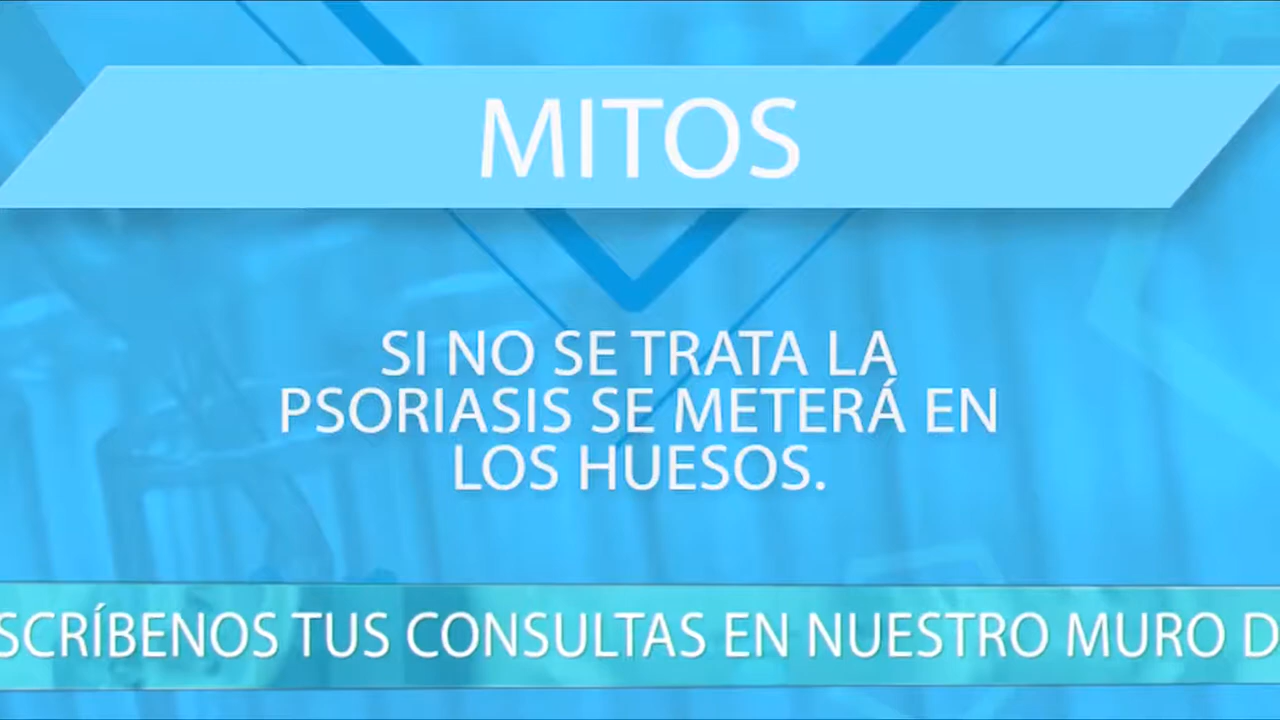 MITOS
SI NO SE TRATA LA
PSORIASIS SE METERÁ EN
LOS HUESOS.
SCRÍBENOS TUS CONSULTAS EN NUESTRO MURO D